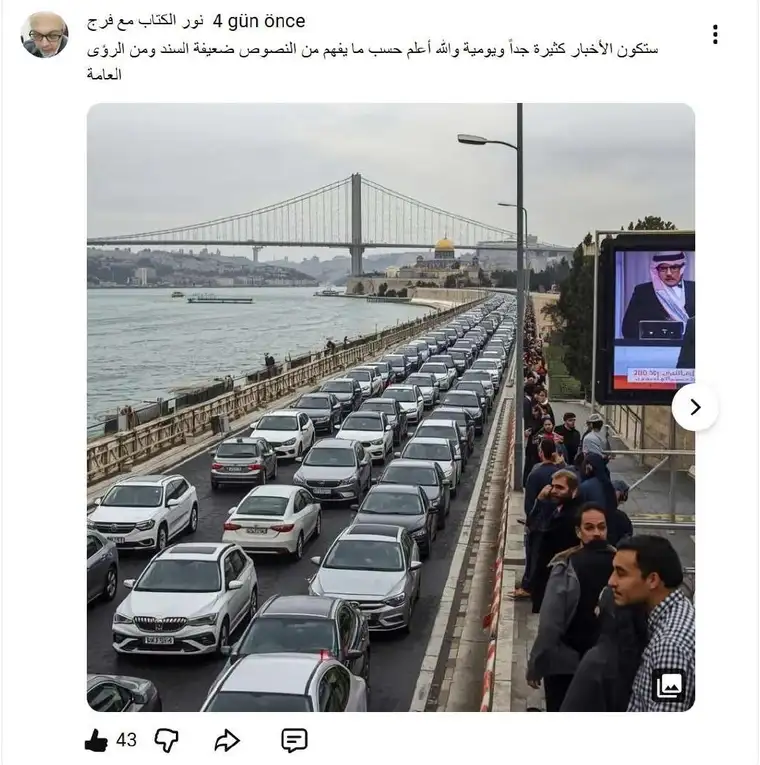 نور الكتاب مع فرج 4 gün önce
ستكون الأخبار كثيرة جداً ويومية والله أعلم حسب ما يفهم من النصوص ضعيفة السند ومن الرؤى
العامة
43